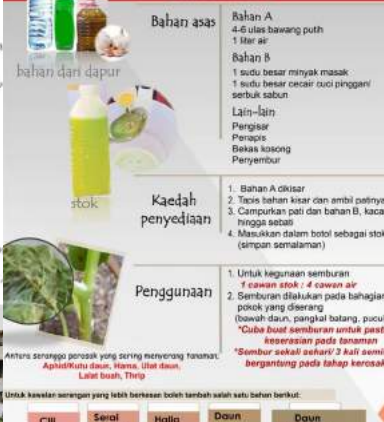 bahan dari dapur
Bahan asas
Bahan A
4-6 ulas bawang putih
1 liter air
Bahan B
1 sudu besar minyak masak
1 sudu besar cecair cuci pinggan/
serbuk sabun
Lain-lain
Pengisar
Penapis
Bekas kosong
Penyembur
stok
Kaedah
penyediaan
1. Bahan A dikisar
2. Tapis bahan kisar dan ambil patinya
3. Campurkan pati dan bahan B, kaca
hingga sebati
4. Masukkan dalam botol sebagai stok
(simpan semalaman)
Penggunaan
1. Untuk kegunaan semburan
1 cawan stok : 4 cawan air
2. Semburan dilakukan pada bahagian
pokok yang diserang
(bawah daun, pangkal batang, pucu
*Cuba buat semburan untuk past
keserasian pada tanaman
*Sembur sekali sehari/ 3 kali semi
bergantung pada tahap kerosak
Antara serangga perosak yang sering menyerang tanaman:
Aphid/Kutu daun, Hama, Ulat daun,
Lalat buah, Thrip
Untuk kawalan serangan yang lebih berkesan boleh tambah salah satu bahan berikut:
Cili
Serai
Halia
Daun
Daun